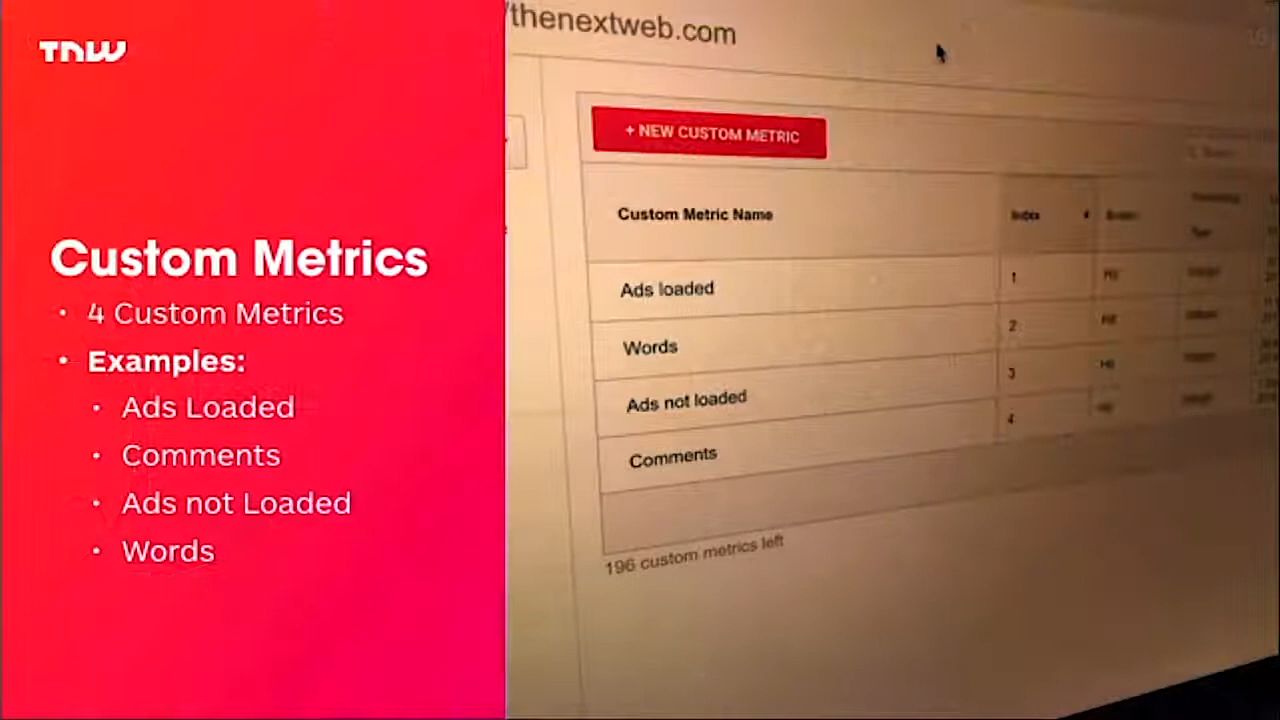 TNW
Custom Metrics
• 4 Custom Metrics
• Examples:
• Ads Loaded
• Comments
• Ads not Loaded
• Words
/thenextweb.com
+ NEW CUSTOM METRIC
Custom Metric Name Index
Ads loaded 1
Words 2
Ads not loaded 3
Comments 4
196 custom metrics left